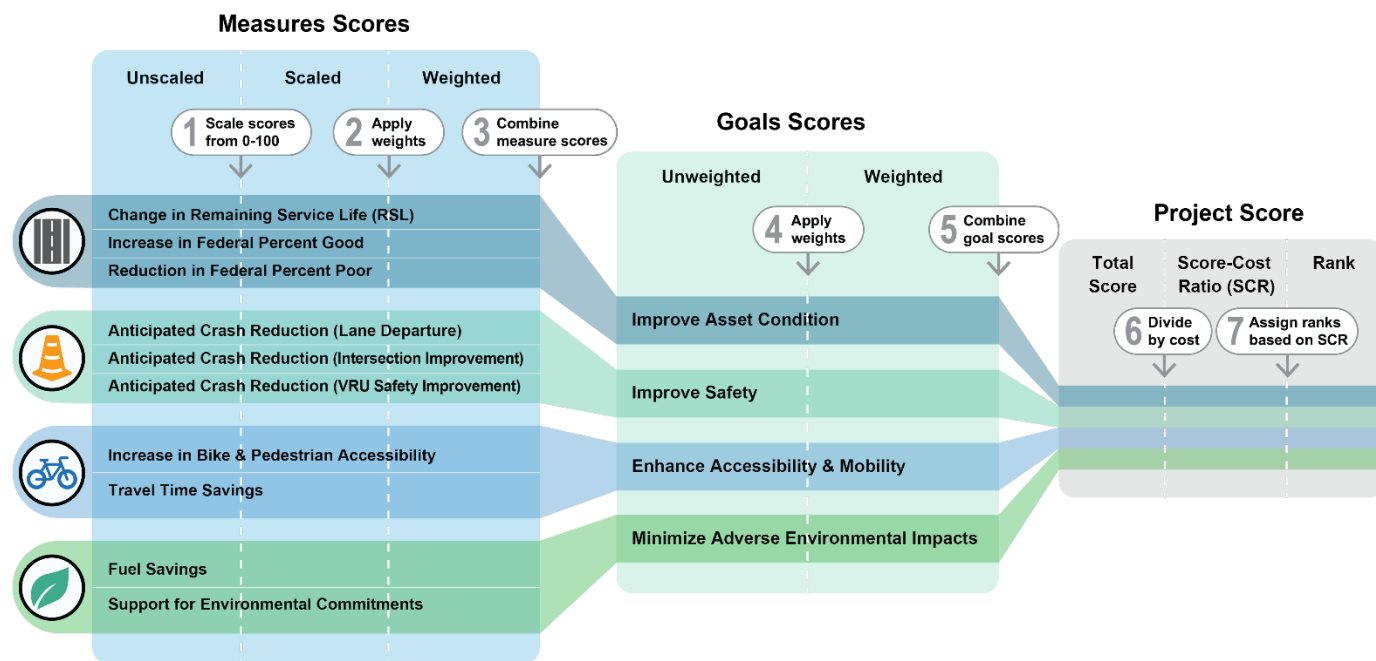 Measures Scores
Unscaled
Scaled
Weighted
1 Scale scores
from 0-100
2 Apply
weights
3 Combine
measure scores
Change in Remaining Service Life (RSL)
Increase in Federal Percent Good
Reduction in Federal Percent Poor
Anticipated Crash Reduction (Lane Departure)
Anticipated Crash Reduction (Intersection Improvement)
Anticipated Crash Reduction (VRU Safety Improvement)
Increase in Bike & Pedestrian Accessibility
Travel Time Savings
Fuel Savings
Support for Environmental Commitments
Goals Scores
Unweighted
Weighted
4 Apply
weights
5 Combine
goal scores
Improve Asset Condition
Improve Safety
Enhance Accessibility & Mobility
Minimize Adverse Environmental Impacts
Project Score
Total
Score
Score-Cost
Ratio (SCR)
Rank
6 Divide
by cost
7 Assign ranks
based on SCR